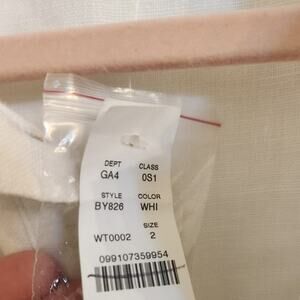 DEPT CLASS
GA4 0S1
STYLE COLOR
BY826 WHI
SIZE
WT0002 2
099107359954